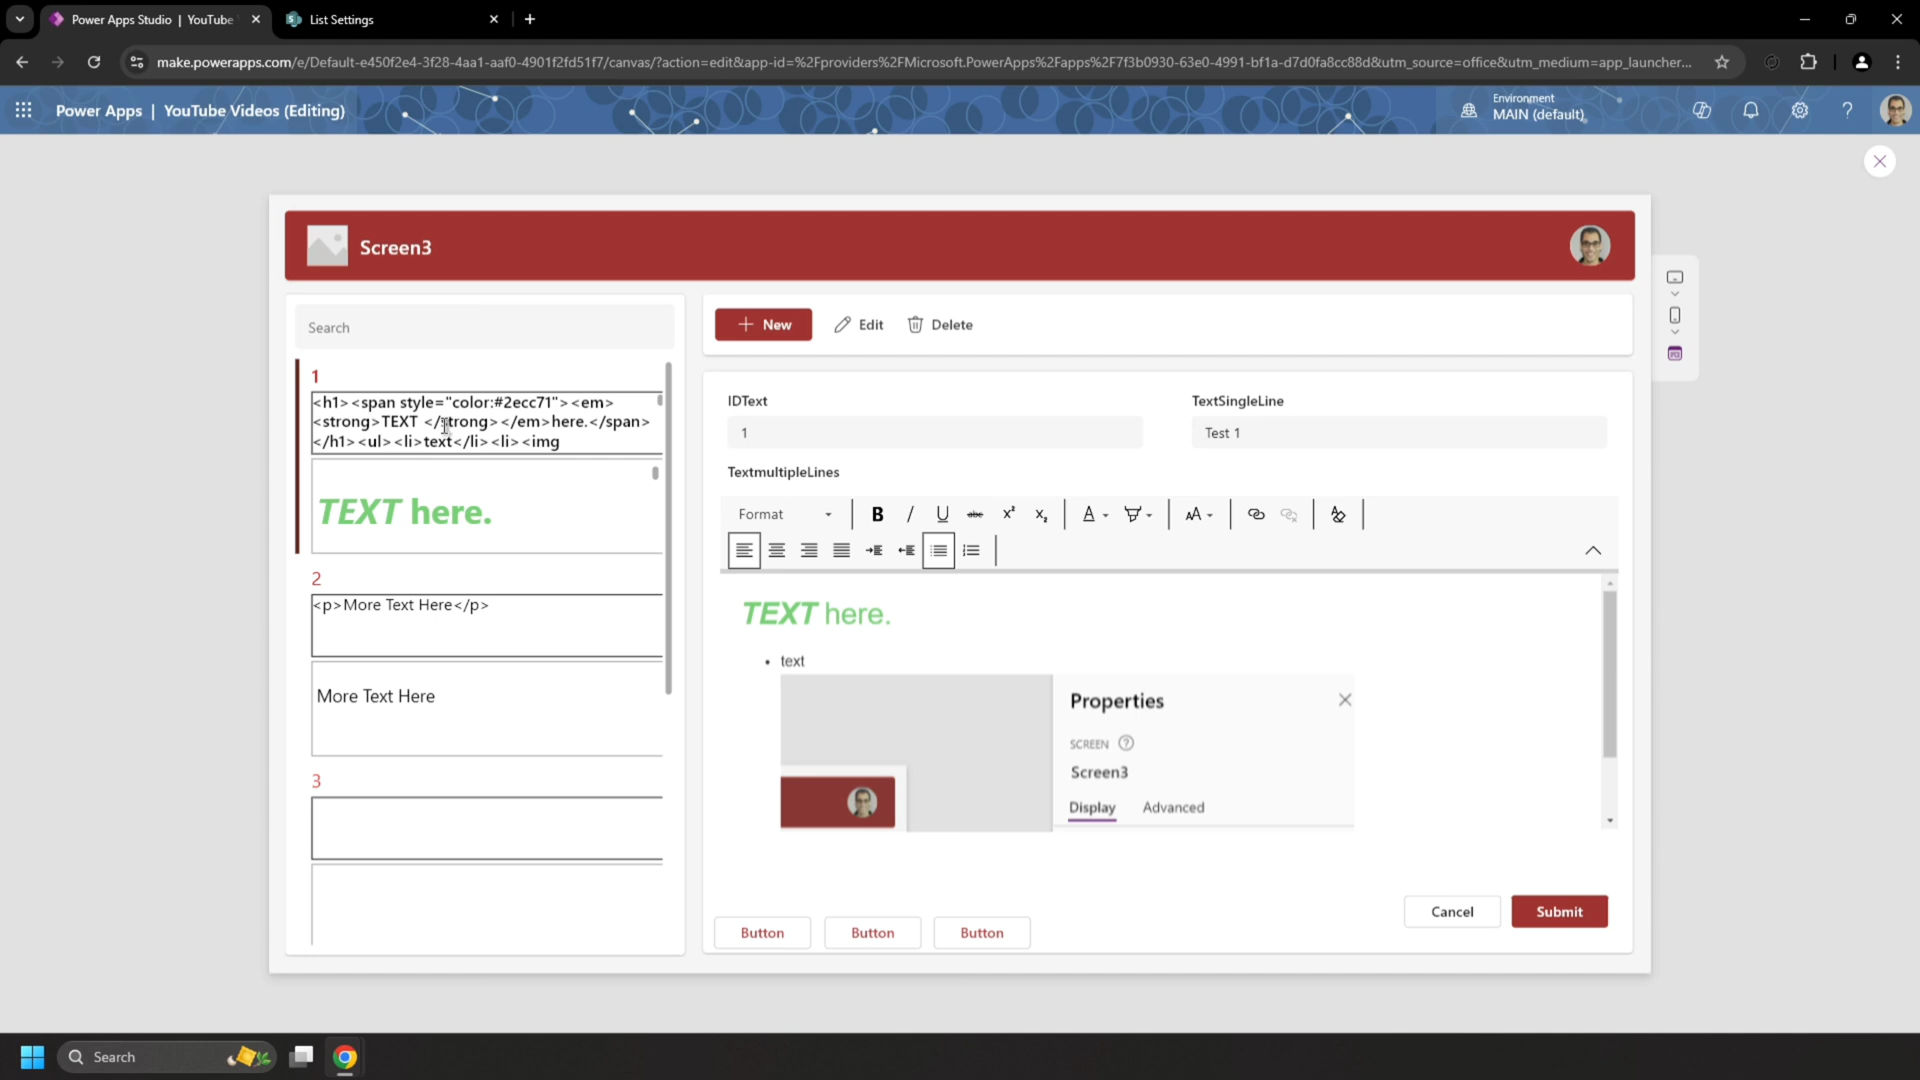 Power Apps Studio | YouTube
List Settings
make.powerapps.com/e/Default-e450f2e4-3f28-4aa1-aaf0-4901f2fd51f7/canvas/?action=edit&app-id=%2Fproviders%2FMicrosoft.PowerApps%2Fapps%2F7f3b0930-63e0-4991-bf1a-d7d0fa8cc88d&utm_source=office&utm_medium=app_launcher...
Power Apps | YouTube Videos (Editing)
Environment
MAIN (default)
Screen3
Search
1
<h1><span style="color:#2ecc71"><em>
<strong>TEXT </strong></em>here.</span>
</h1><ul><li>text</li><li><img
TEXT here.
2
<p>More Text Here</p>
More Text Here
3
New
Edit
Delete
IDText
TextSingleLine
1
Test 1
TextmultipleLines
Format
B
I
U
abc
x²
x₂
A
AA
TEXT here.
• text
Properties
SCREEN
Screen3
Display
Advanced
Cancel
Submit
Button
Button
Button
Search